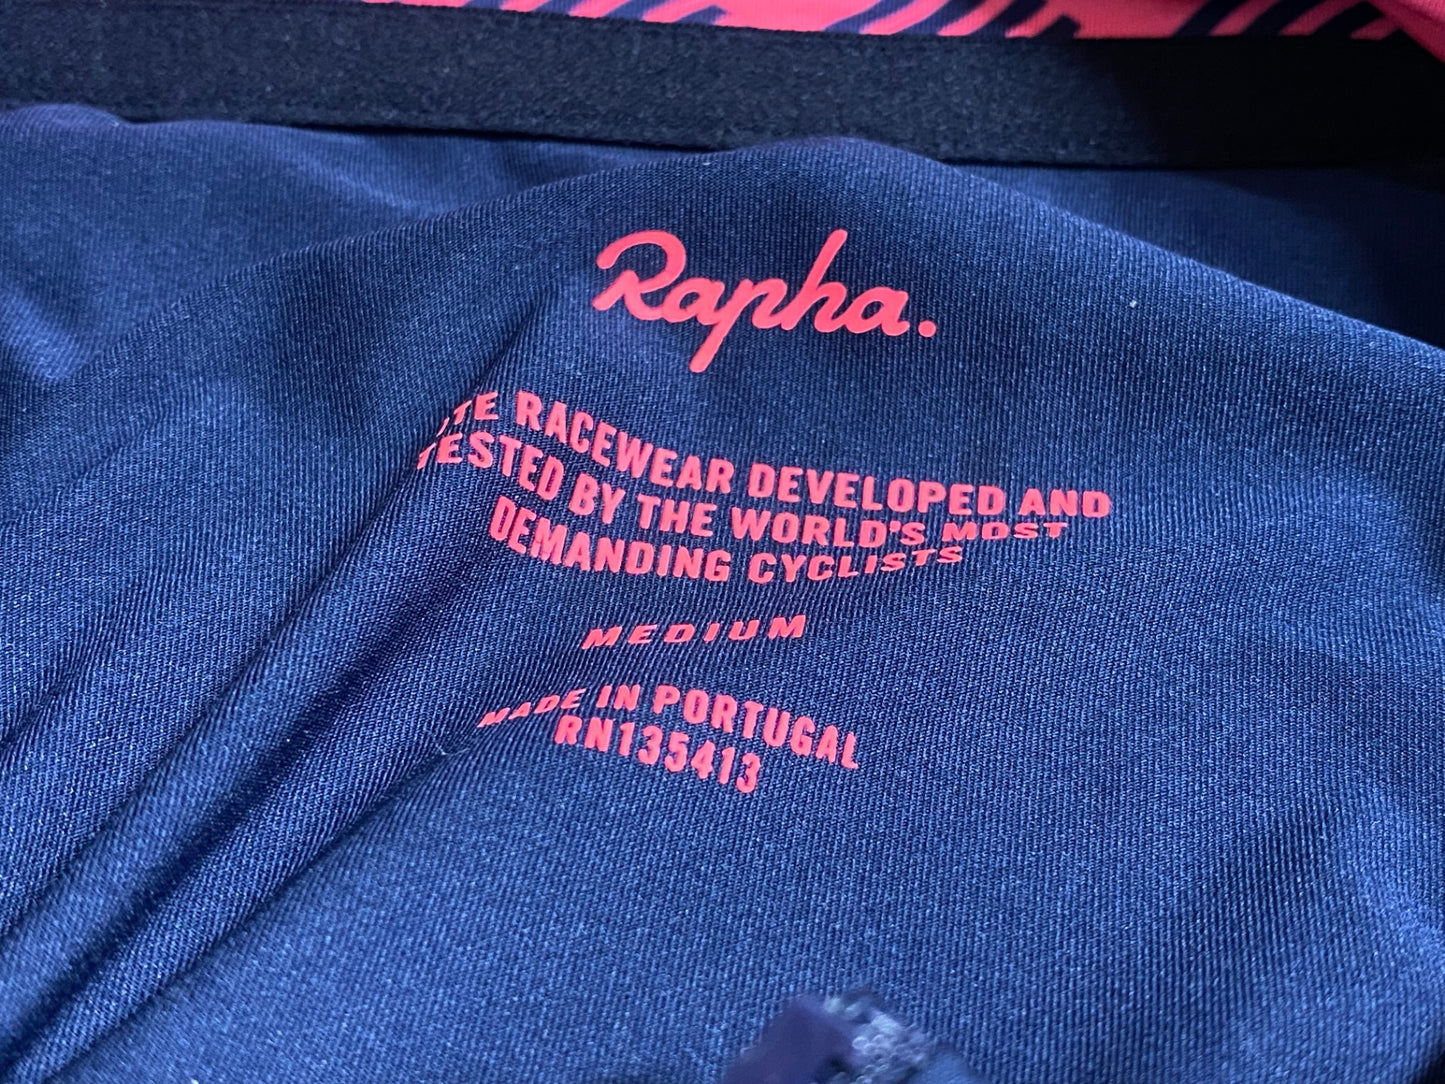 Rapha.
RACEWEAR DEVELOPED AND
TESTED BY THE WORLD'S MOST
DEMANDING CYCLISTS
MEDIUM
MADE IN PORTUGAL
RN135413